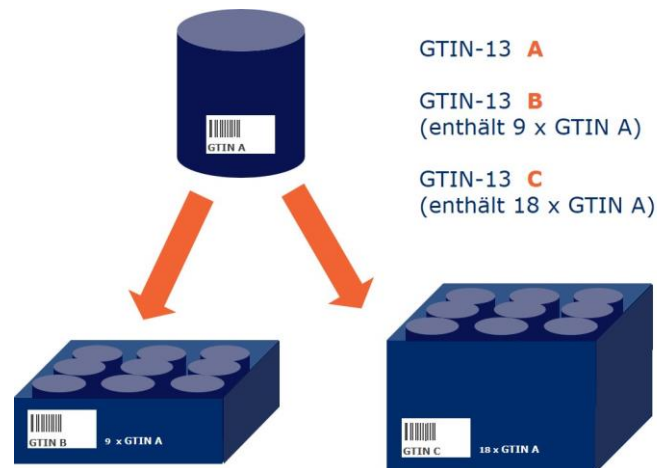 GTIN-13 A
GTIN-13 B
(enthält 9 x GTIN A)
GTIN-13 C
(enthält 18 x GTIN A)
GTIN A
GTIN B
9 x GTIN A
GTIN C
18 x GTIN A